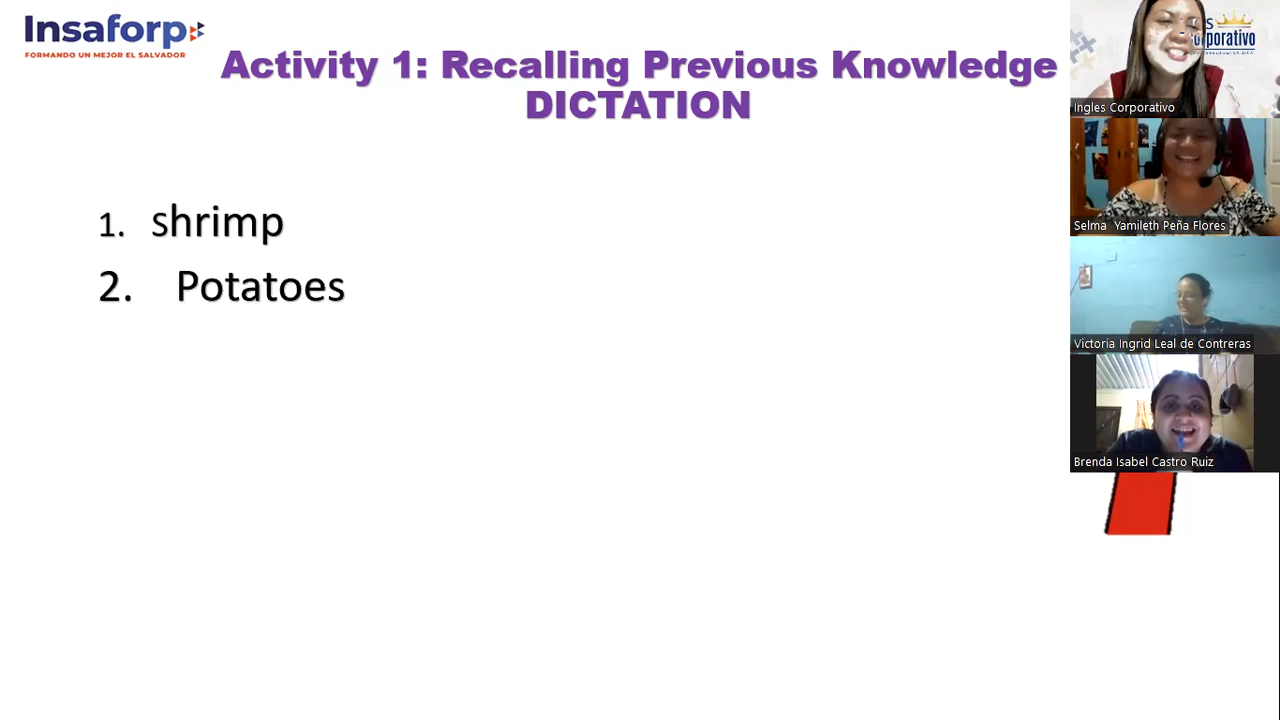 Insaforp
FORMANDO UN MEJOR EL SALVADOR
Activity 1: Recalling Previous Knowledge
DICTATION
1. shrimp
2. Potatoes
Ingles Corporativo
Selma Yamileth Peña Flores
Victoria Ingrid Leal de Contreras
Brenda Isabel Castro Ruiz